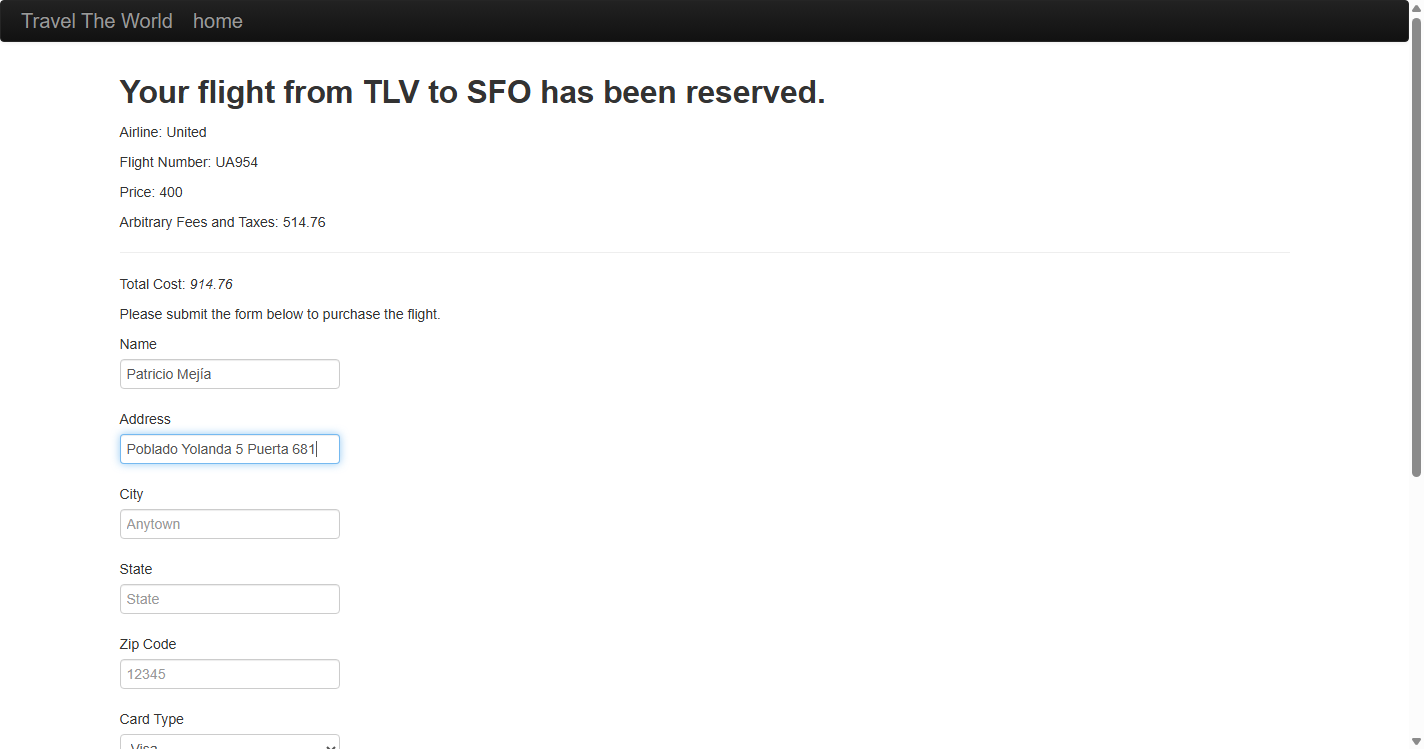 Travel The World home
Your flight from TLV to SFO has been reserved.
Airline: United
Flight Number: UA954
Price: 400
Arbitrary Fees and Taxes: 514.76
Total Cost: 914.76
Please submit the form below to purchase the flight.
Name
Patricio Mejía
Address
Poblado Yolanda 5 Puerta 681
City
Anytown
State
State
Zip Code
12345
Card Type
Visa